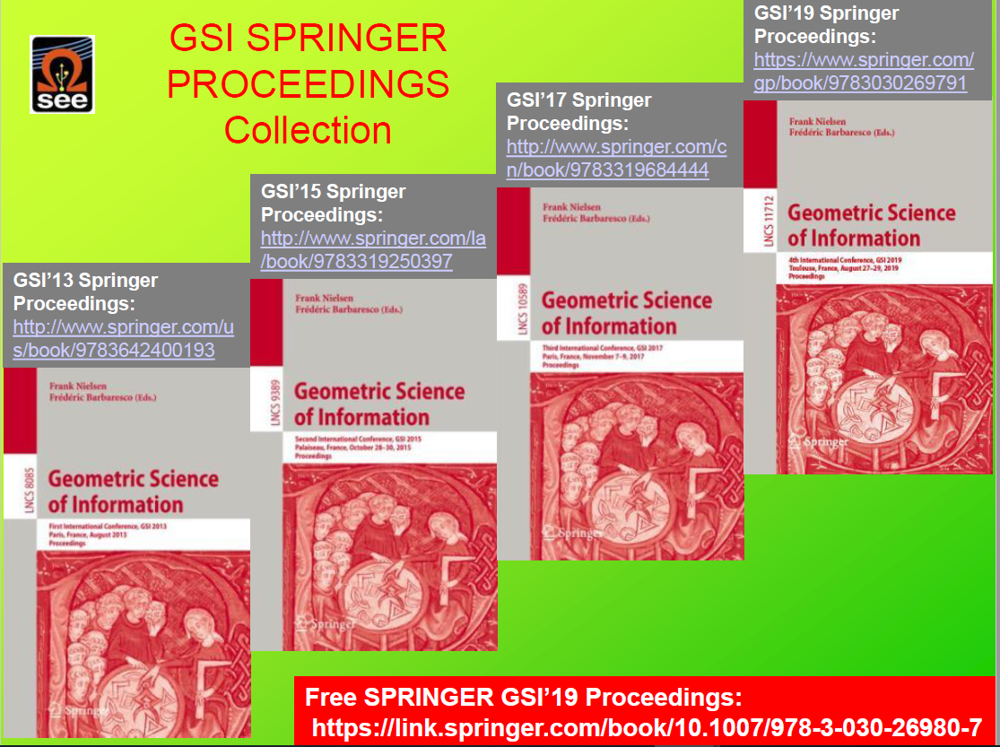 see
GSI SPRINGER
PROCEEDINGS
Collection
GSI’13 Springer
Proceedings:
http://www.springer.com/u
s/book/9783642400193
Frank Nielsen
Frédéric Barbaresco (Eds.)
LNCS 8085
Geometric Science
of Information
First International Conference, GSI 2013
Paris, France, August 2013
Proceedings
Springer
GSI’15 Springer
Proceedings:
http://www.springer.com/la
/book/9783319250397
Frank Nielsen
Frédéric Barbaresco (Eds.)
LNCS 9389
Geometric Science
of Information
Second International Conference, GSI 2015
Palaiseau, France, October 28–30, 2015
Proceedings
Springer
GSI’17 Springer
Proceedings:
http://www.springer.com/c
n/book/9783319684444
Frank Nielsen
Frédéric Barbaresco (Eds.)
LNCS 10589
Geometric Science
of Information
Third International Conference, GSI 2017
Paris, France, November 7–9, 2017
Proceedings
Springer
GSI’19 Springer
Proceedings:
https://www.springer.com/
gp/book/9783030269791
Frank Nielsen
Frédéric Barbaresco (Eds.)
LNCS 11712
Geometric Science
of Information
4th International Conference, GSI 2019
Toulouse, France, August 27–29, 2019
Proceedings
Springer
Free SPRINGER GSI’19 Proceedings:
https://link.springer.com/book/10.1007/978-3-030-26980-7